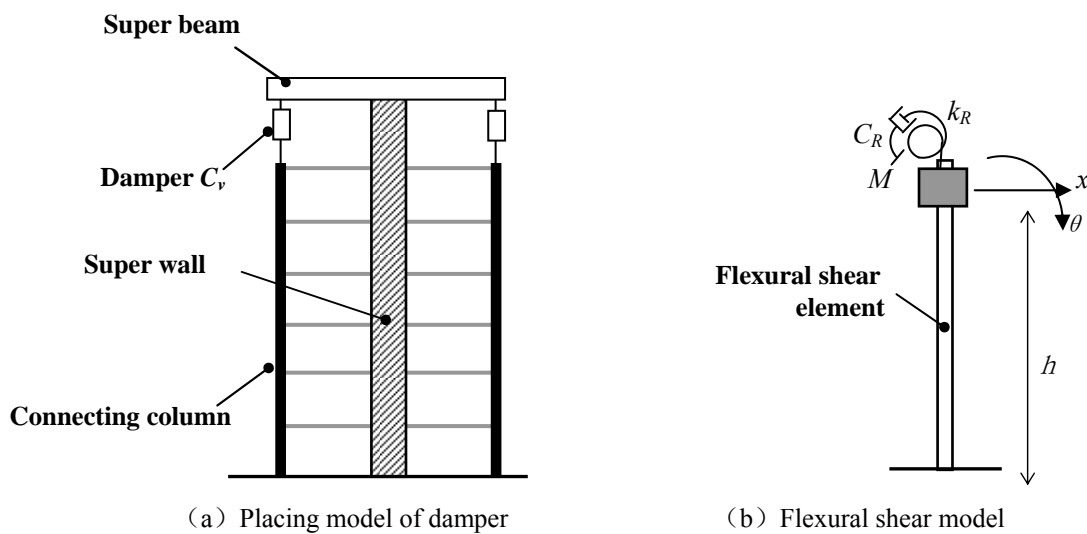 Super beam
Damper Cᵥ
Super wall
Connecting column
（a）Placing model of damper
k_R
C_R
M
x
θ
Flexural shear
element
h
（b）Flexural shear model